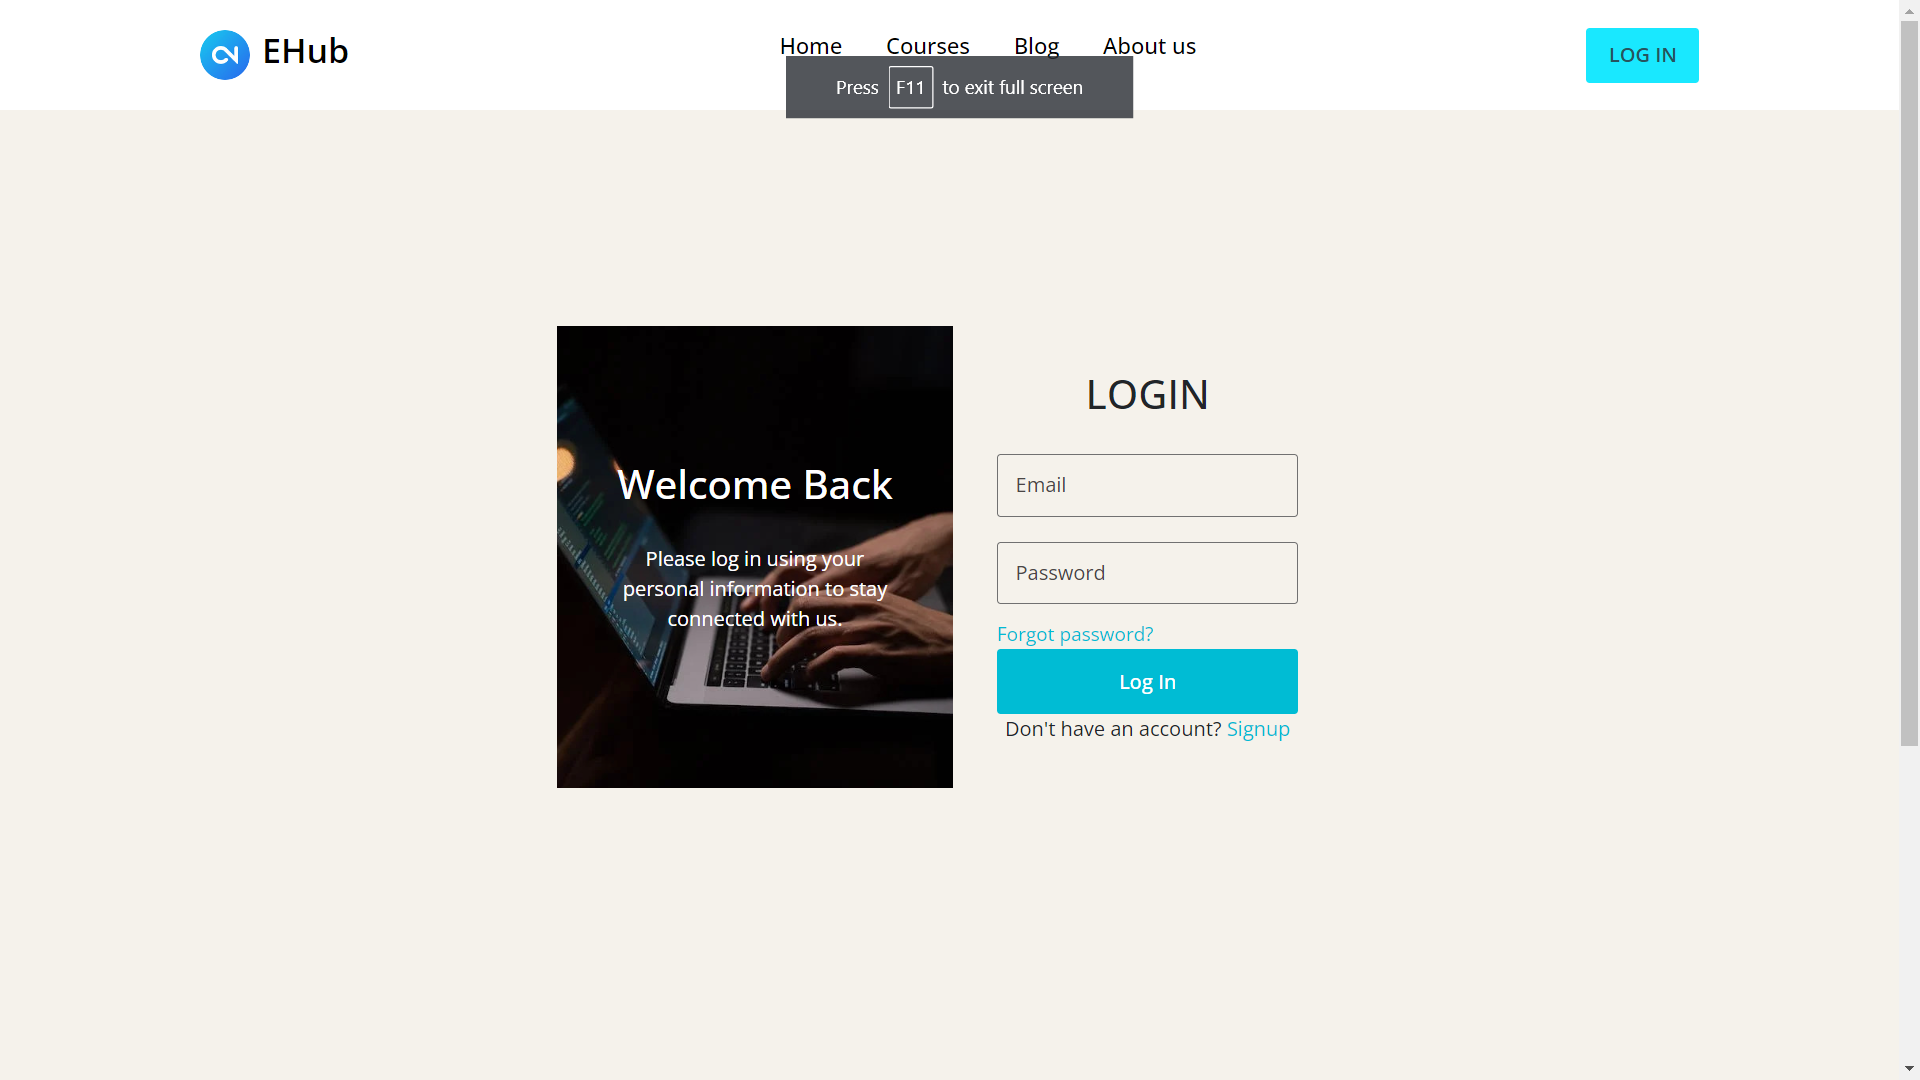 EHub
Home Courses Blog About us
LOG IN
Press F11 to exit full screen
Welcome Back
Please log in using your
personal information to stay
connected with us.
LOGIN
Email
Password
Forgot password?
Log In
Don't have an account? Signup